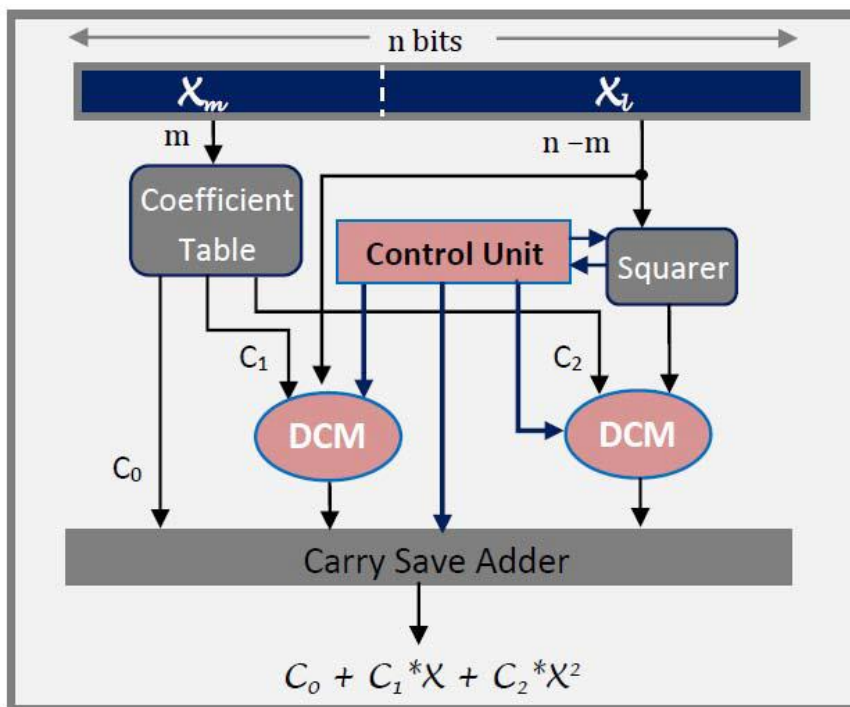 n bits
Xₘ
Xₗ
m
n –m
Coefficient
Table
Control Unit
Squarer
C₁
C₂
DCM
DCM
C₀
Carry Save Adder
C₀ + C₁*X + C₂*X²